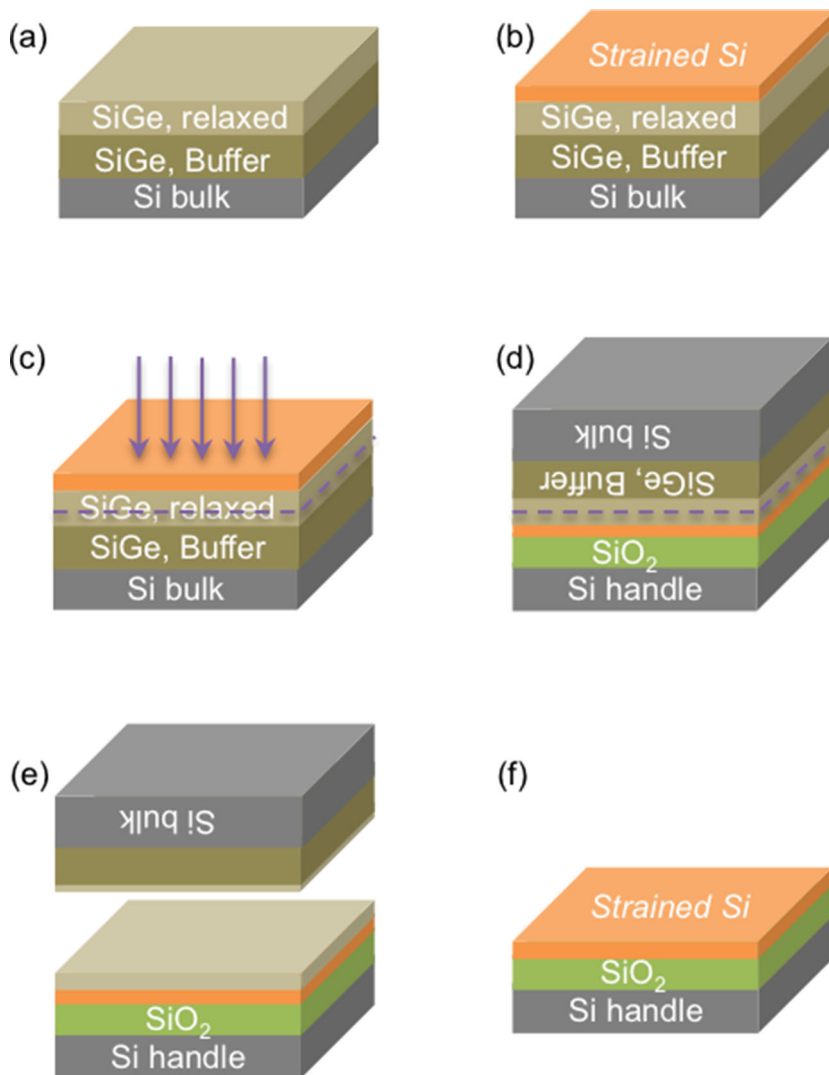 (a)
SiGe, relaxed
SiGe, Buffer
Si bulk
(b)
Strained Si
SiGe, relaxed
SiGe, Buffer
Si bulk
(c)
SiGe, relaxed
SiGe, Buffer
Si bulk
(d)
Si bulk
SiGe, Buffer
SiO₂
Si handle
(e)
Si bulk
SiO₂
Si handle
(f)
Strained Si
SiO₂
Si handle